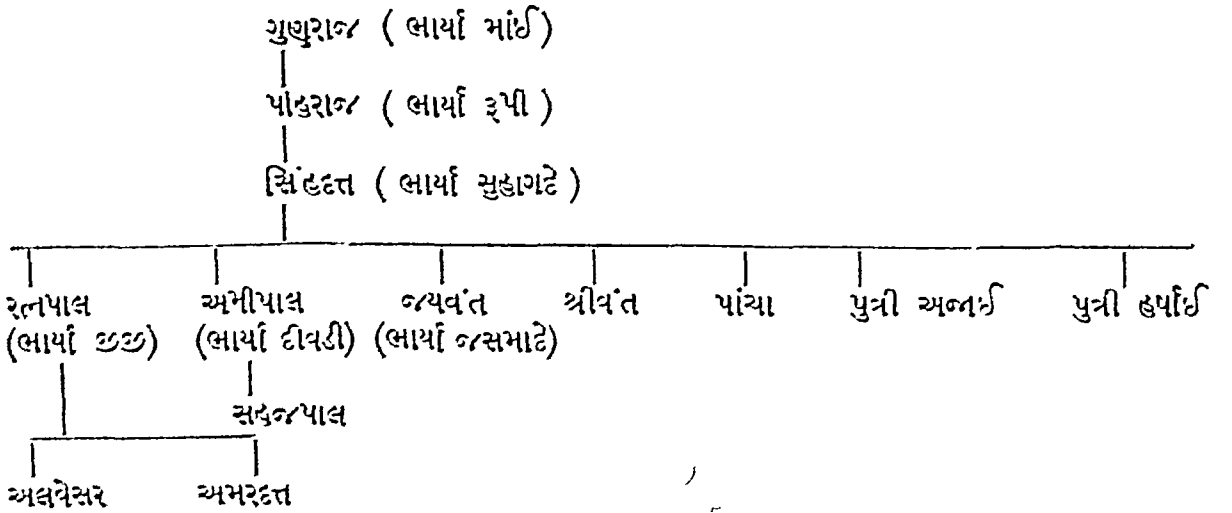 ગુણરાજ ( ભાર્યા માંઈ )
પાહરાજ ( ભાર્યા રૂપી )
સિંહદત્ત ( ભાર્યા સુહાગદે )
રત્નપાલ અમીપાલ જયવંત શ્રીવંત પાંચા પુત્રી અજાઈ પુત્રી હર્ષાઈ
(ભાર્યા જીજી) (ભાર્યા દીવડી) (ભાર્યા જસમાદે)
સહજપાલ
અલવેસર અમરદત્ત